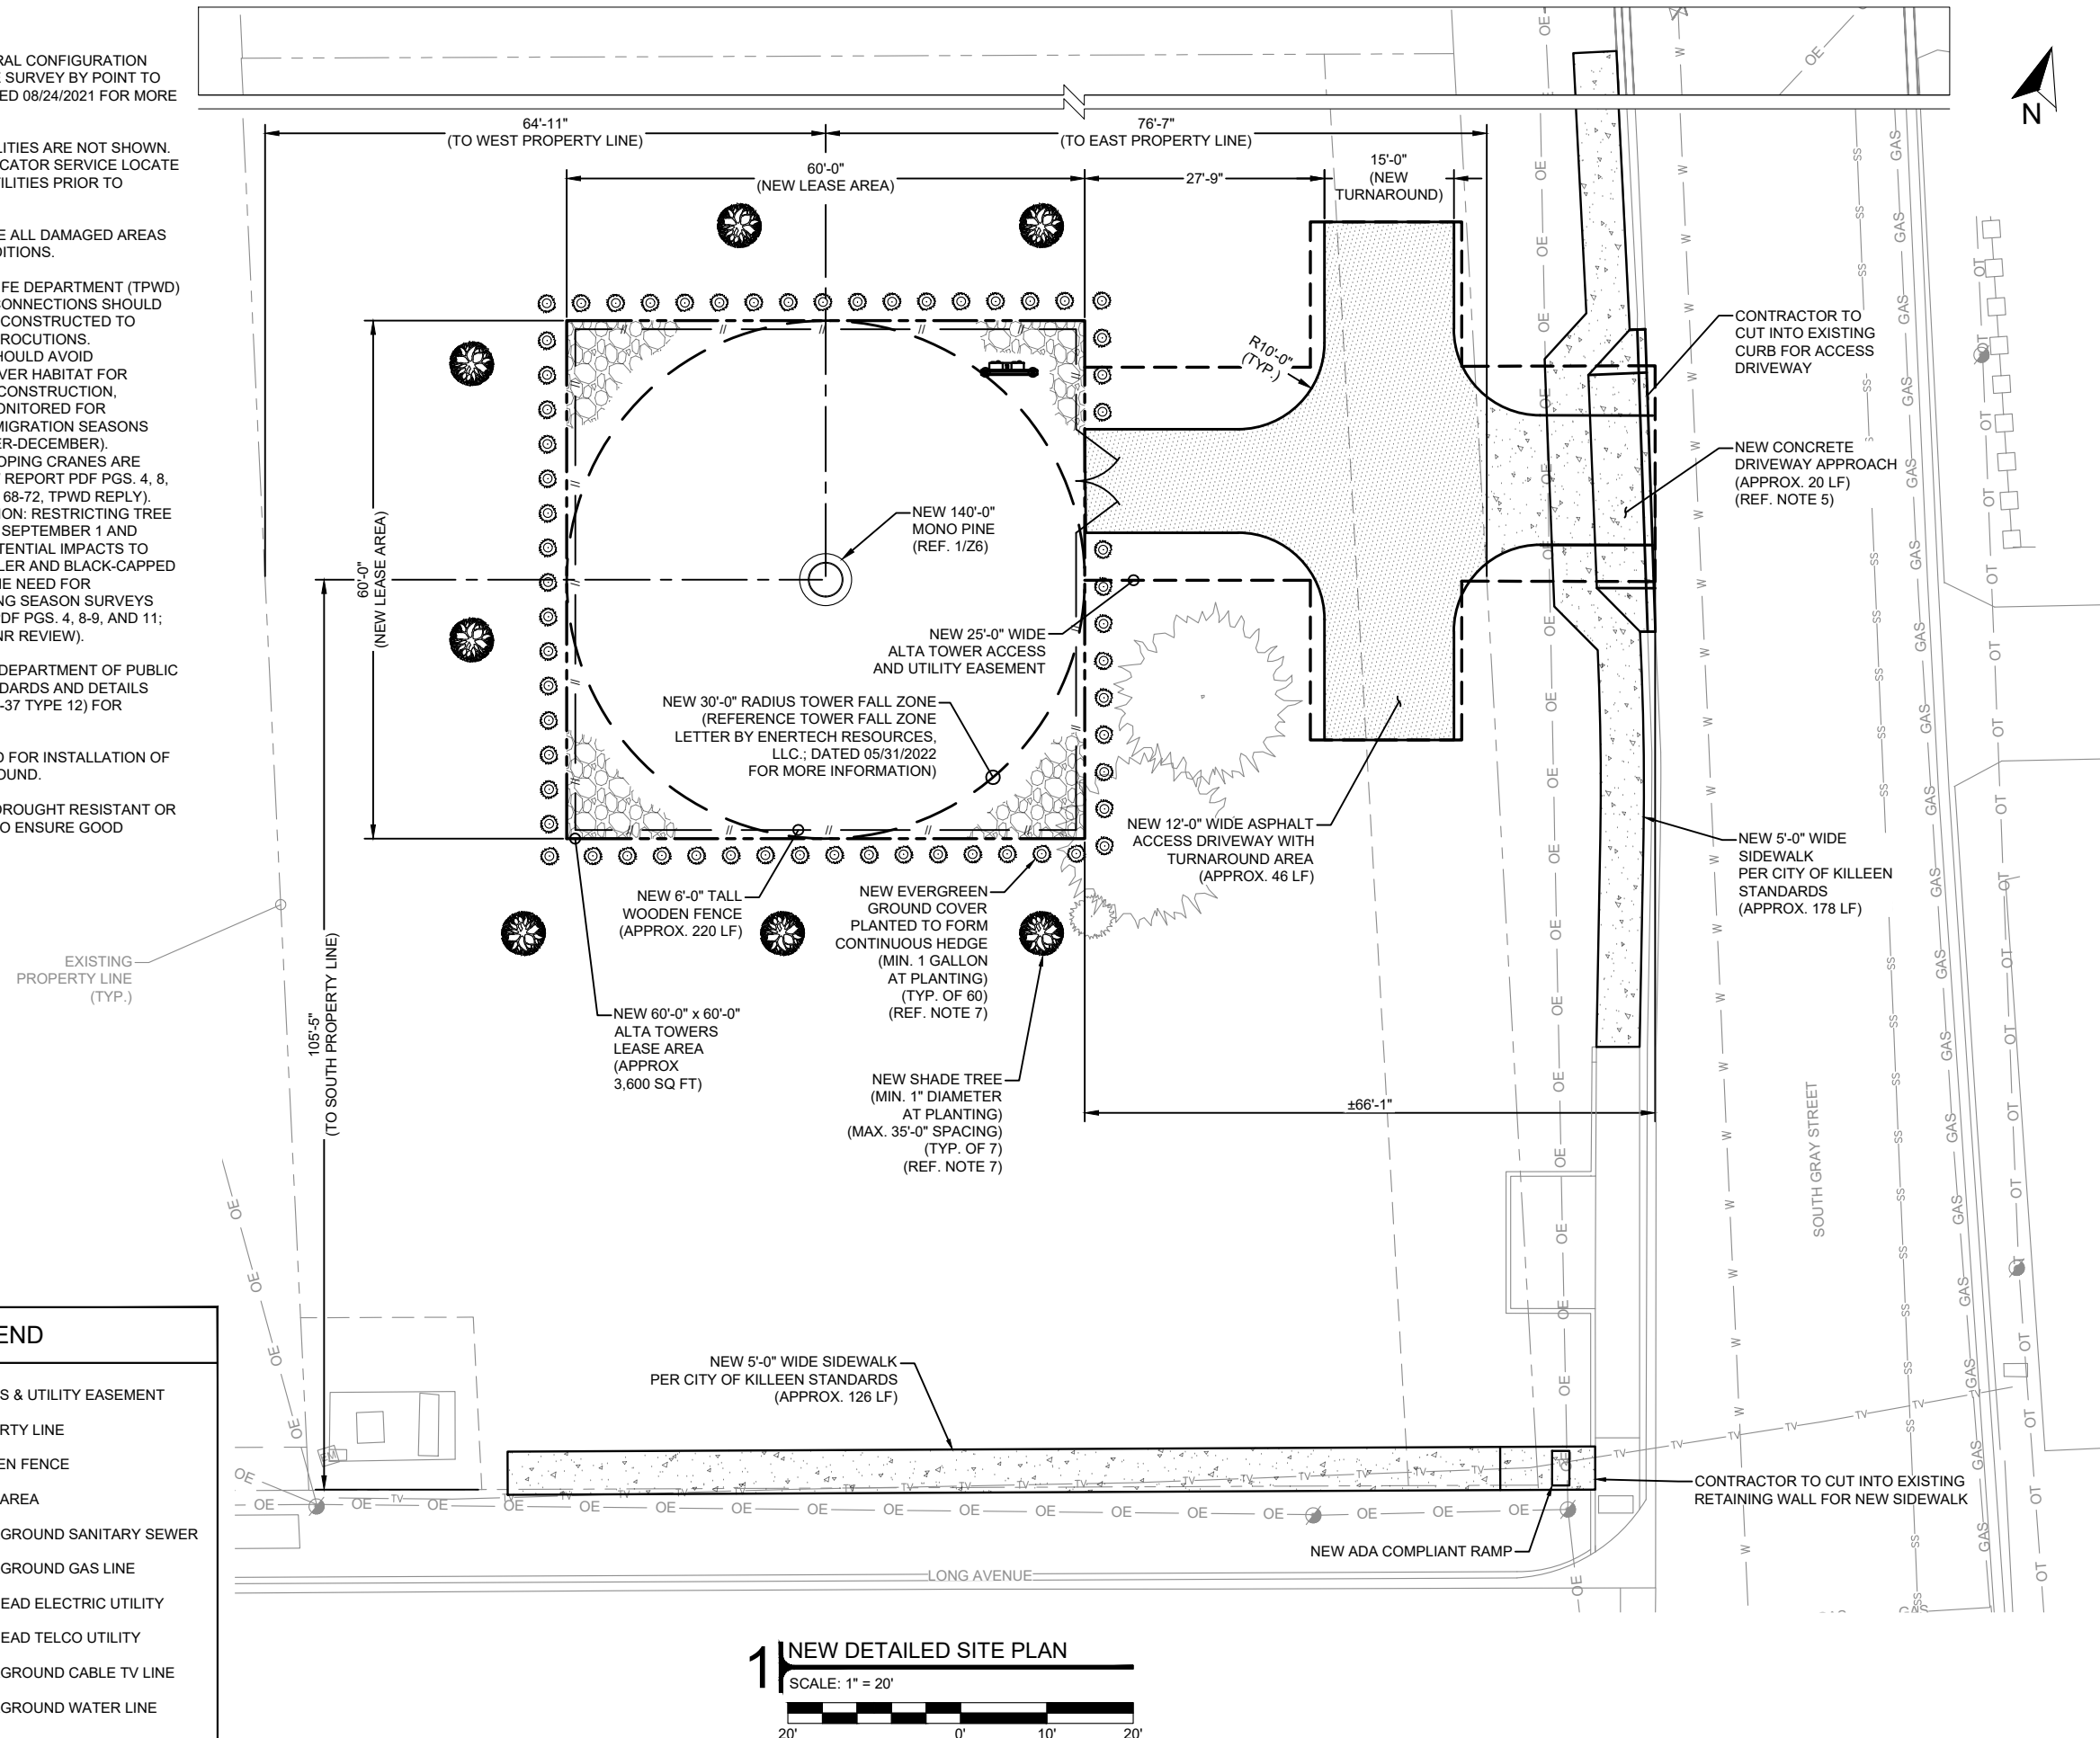 RAL CONFIGURATION
E SURVEY BY POINT TO
ED 08/24/2021 FOR MORE
LITIES ARE NOT SHOWN.
CATOR SERVICE LOCATE
TILITIES PRIOR TO
E ALL DAMAGED AREAS
DITIONS.
IFE DEPARTMENT (TPWD)
CONNECTIONS SHOULD
CONSTRUCTED TO
ROCUTIONS.
SHOULD AVOID
VER HABITAT FOR
CONSTRUCTION,
ONITORED FOR
MIGRATION SEASONS
ER-DECEMBER).
OPING CRANES ARE
REPORT PDF PGS. 4, 8,
68-72, TPWD REPLY).
ION: RESTRICTING TREE
SEPTEMBER 1 AND
TENTIAL IMPACTS TO
LER AND BLACK-CAPPED
HE NEED FOR
NG SEASON SURVEYS
PDF PGS. 4, 8-9, AND 11;
NR REVIEW).
DEPARTMENT OF PUBLIC
DARDS AND DETAILS
-37 TYPE 12) FOR
D FOR INSTALLATION OF
OUND.
DROUGHT RESISTANT OR
O ENSURE GOOD
64'-11"
(TO WEST PROPERTY LINE)
76'-7"
(TO EAST PROPERTY LINE)
60'-0"
(NEW LEASE AREA)
27'-9"
15'-0"
(NEW
TURNAROUND)
N
R10'-0"
(TYP.)
CONTRACTOR TO
CUT INTO EXISTING
CURB FOR ACCESS
DRIVEWAY
NEW CONCRETE
DRIVEWAY APPROACH
(APPROX. 20 LF)
(REF. NOTE 5)
NEW 140'-0"
MONO PINE
(REF. 1/Z6)
60'-0"
(NEW LEASE AREA)
NEW 25'-0" WIDE
ALTA TOWER ACCESS
AND UTILITY EASEMENT
NEW 30'-0" RADIUS TOWER FALL ZONE
(REFERENCE TOWER FALL ZONE
LETTER BY ENERTECH RESOURCES,
LLC.; DATED 05/31/2022
FOR MORE INFORMATION)
NEW 12'-0" WIDE ASPHALT
ACCESS DRIVEWAY WITH
TURNAROUND AREA
(APPROX. 46 LF)
NEW 5'-0" WIDE
SIDEWALK
PER CITY OF KILLEEN
STANDARDS
(APPROX. 178 LF)
NEW 6'-0" TALL
WOODEN FENCE
(APPROX. 220 LF)
NEW EVERGREEN
GROUND COVER
PLANTED TO FORM
CONTINUOUS HEDGE
(MIN. 1 GALLON
AT PLANTING)
(TYP. OF 60)
(REF. NOTE 7)
EXISTING
PROPERTY LINE
(TYP.)
105'-5"
(TO SOUTH PROPERTY LINE)
NEW 60'-0" x 60'-0"
ALTA TOWERS
LEASE AREA
(APPROX
3,600 SQ FT)
NEW SHADE TREE
(MIN. 1" DIAMETER
AT PLANTING)
(MAX. 35'-0" SPACING)
(TYP. OF 7)
(REF. NOTE 7)
±66'-1"
SOUTH GRAY STREET
NEW 5'-0" WIDE SIDEWALK
PER CITY OF KILLEEN STANDARDS
(APPROX. 126 LF)
CONTRACTOR TO CUT INTO EXISTING
RETAINING WALL FOR NEW SIDEWALK
NEW ADA COMPLIANT RAMP
LONG AVENUE
END
S & UTILITY EASEMENT
RTY LINE
EN FENCE
AREA
GROUND SANITARY SEWER
GROUND GAS LINE
EAD ELECTRIC UTILITY
EAD TELCO UTILITY
GROUND CABLE TV LINE
GROUND WATER LINE
1 NEW DETAILED SITE PLAN
SCALE: 1" = 20'
20' 0' 10' 20'